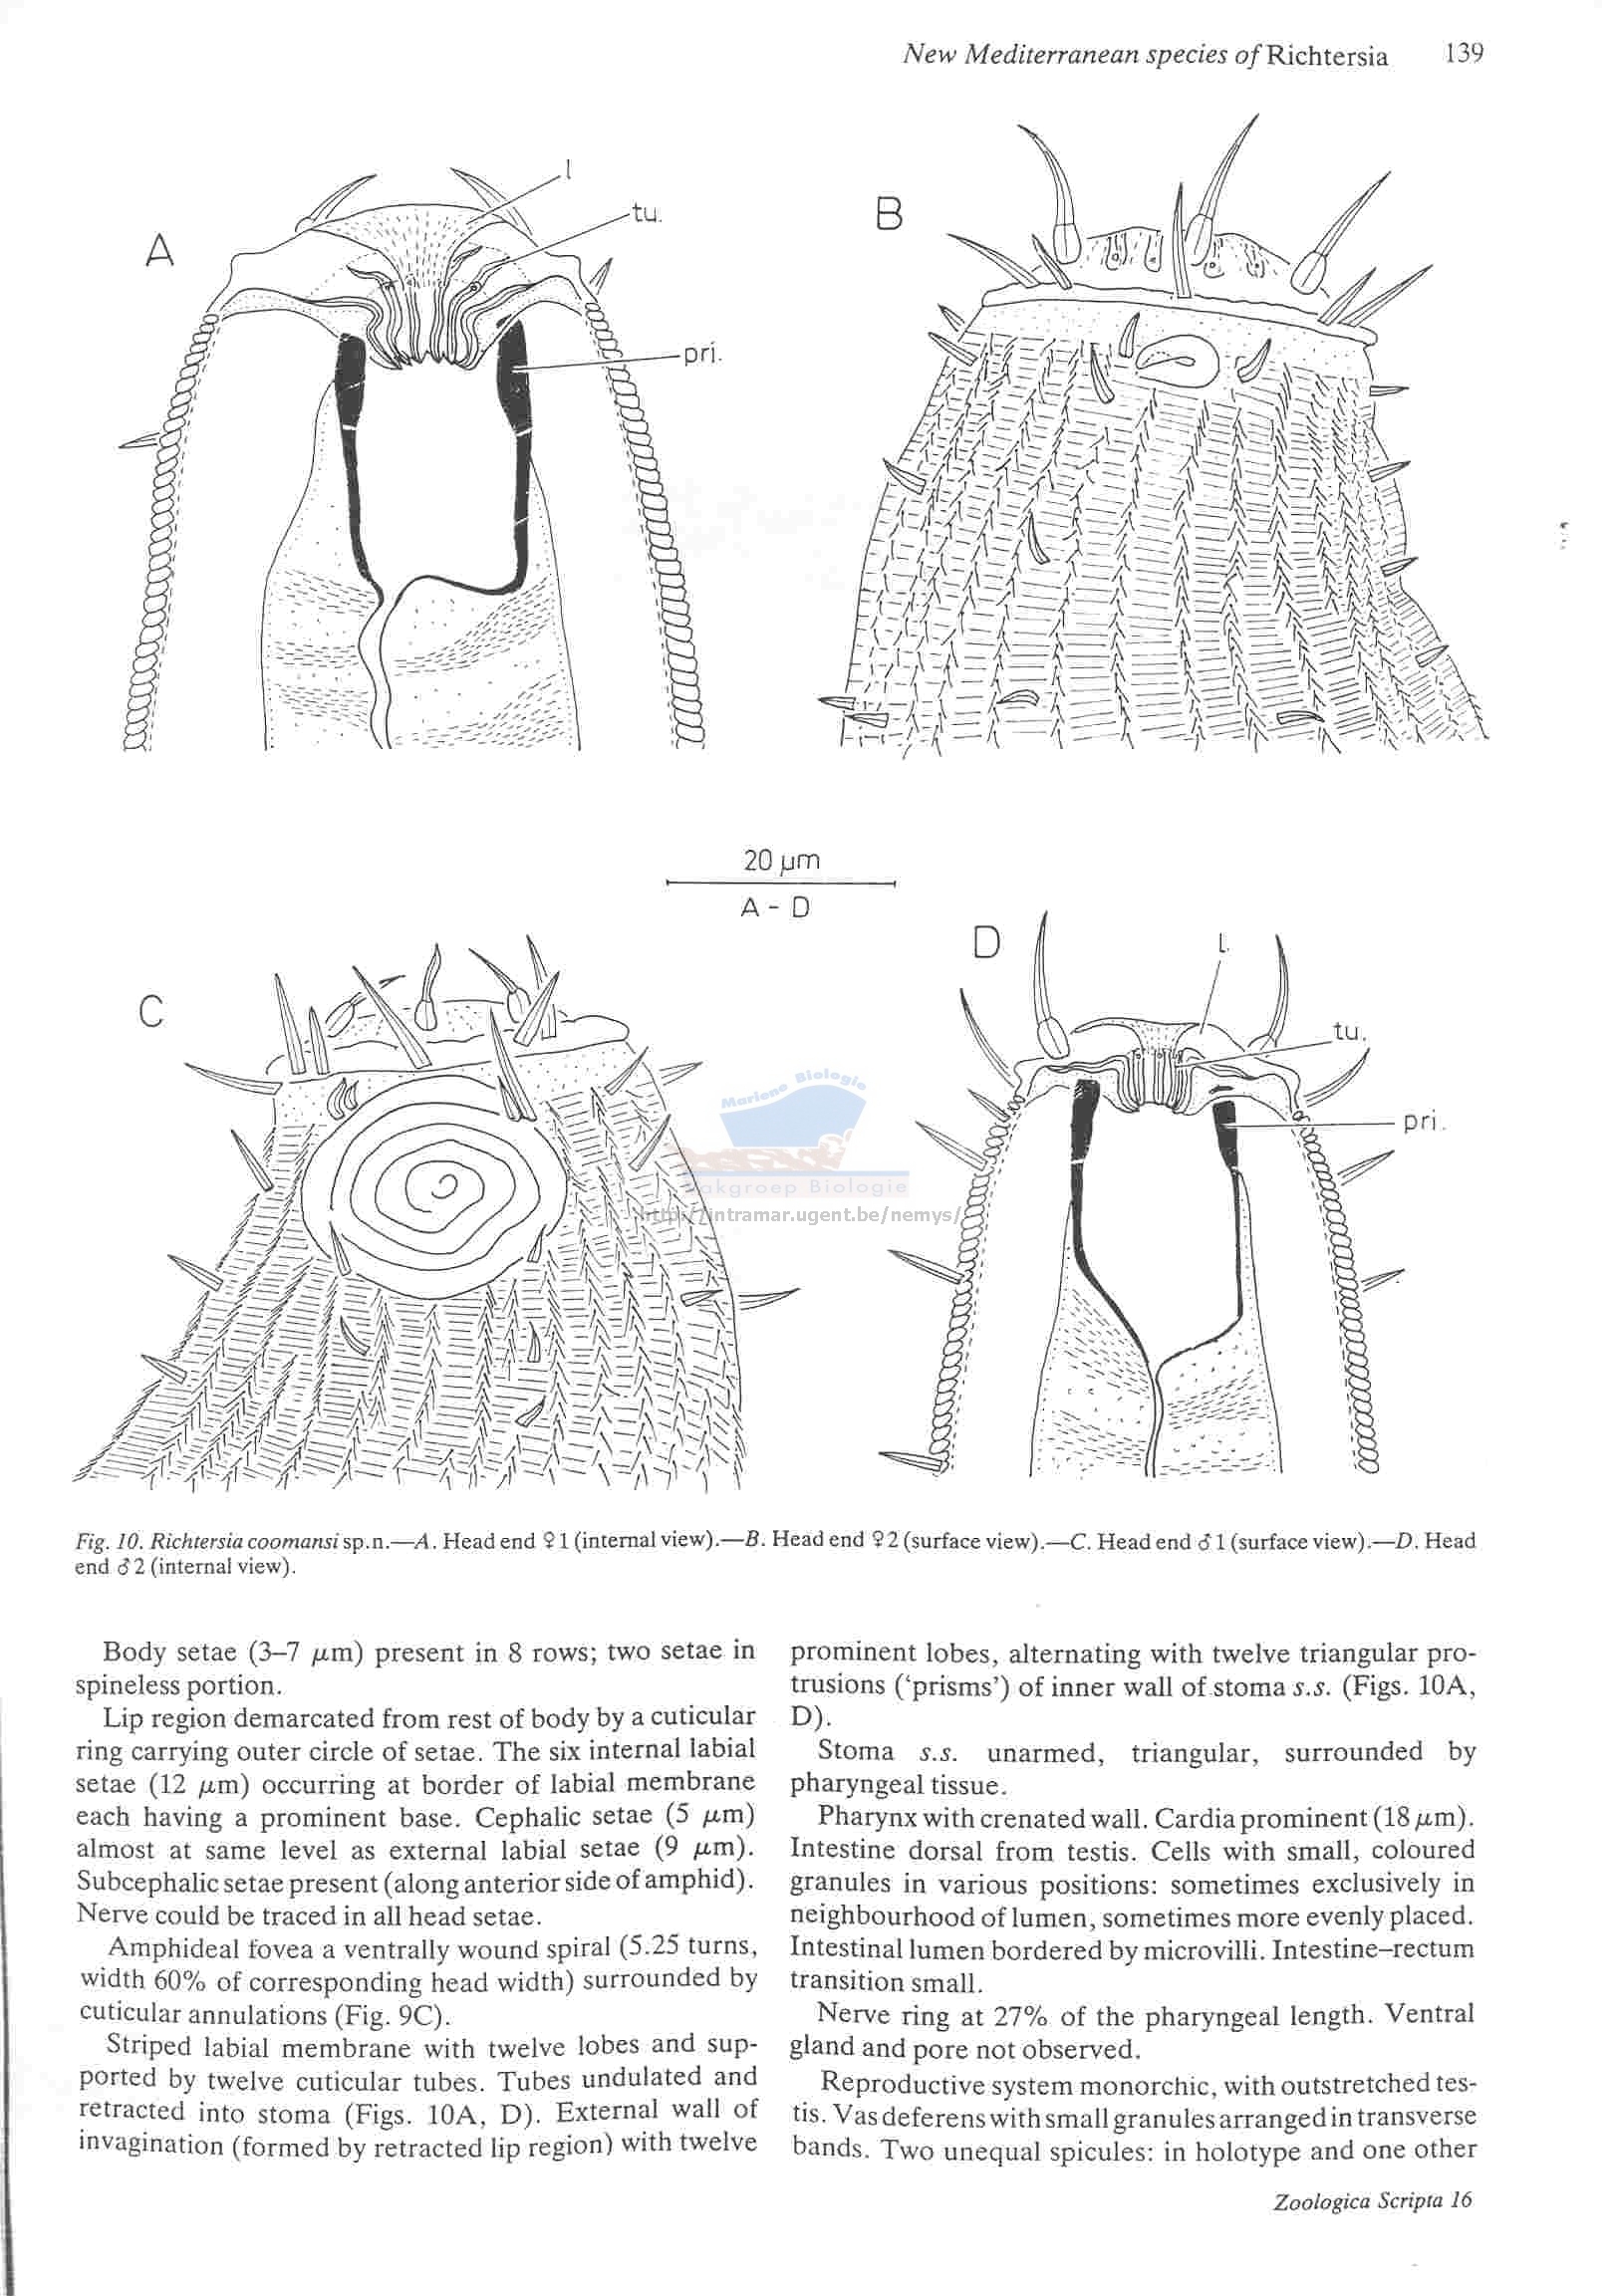 New Mediterranean species of Richtersia 139
A
l
tu.
pri.
B
20 µm
A - D
C
D
l.
tu.
pri.
Mariene Biologie
Vakgroep Biologie
http://intramar.ugent.be/nemys/
Fig. 10. Richtersia coomansi sp.n.—A. Head end ♀ 1 (internal view).—B. Head end ♀ 2 (surface view).—C. Head end ♂ 1 (surface view).—D. Head
end ♂ 2 (internal view).
Body setae (3–7 µm) present in 8 rows; two setae in
spineless portion.
Lip region demarcated from rest of body by a cuticular
ring carrying outer circle of setae. The six internal labial
setae (12 µm) occurring at border of labial membrane
each having a prominent base. Cephalic setae (5 µm)
almost at same level as external labial setae (9 µm).
Subcephalic setae present (along anterior side of amphid).
Nerve could be traced in all head setae.
Amphideal fovea a ventrally wound spiral (5.25 turns,
width 60% of corresponding head width) surrounded by
cuticular annulations (Fig. 9C).
Striped labial membrane with twelve lobes and sup-
ported by twelve cuticular tubes. Tubes undulated and
retracted into stoma (Figs. 10A, D). External wall of
invagination (formed by retracted lip region) with twelve
prominent lobes, alternating with twelve triangular pro-
trusions (‘prisms’) of inner wall of stoma s.s. (Figs. 10A,
D).
Stoma s.s. unarmed, triangular, surrounded by
pharyngeal tissue.
Pharynx with crenated wall. Cardia prominent (18 µm).
Intestine dorsal from testis. Cells with small, coloured
granules in various positions: sometimes exclusively in
neighbourhood of lumen, sometimes more evenly placed.
Intestinal lumen bordered by microvilli. Intestine–rectum
transition small.
Nerve ring at 27% of the pharyngeal length. Ventral
gland and pore not observed.
Reproductive system monorchic, with outstretched tes-
tis. Vas deferens with small granules arranged in transverse
bands. Two unequal spicules: in holotype and one other
Zoologica Scripta 16